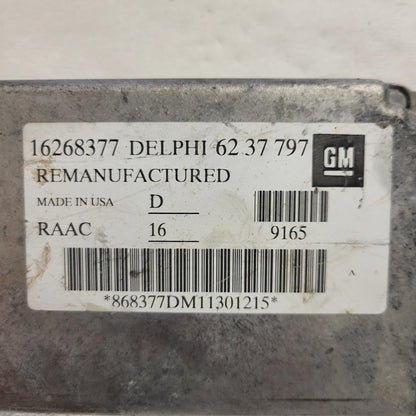 16268377 DELPHI 62 37 797 GM
REMANUFACTURED
MADE IN USA D
RAAC 16 9165
A
*868377DM11301215*